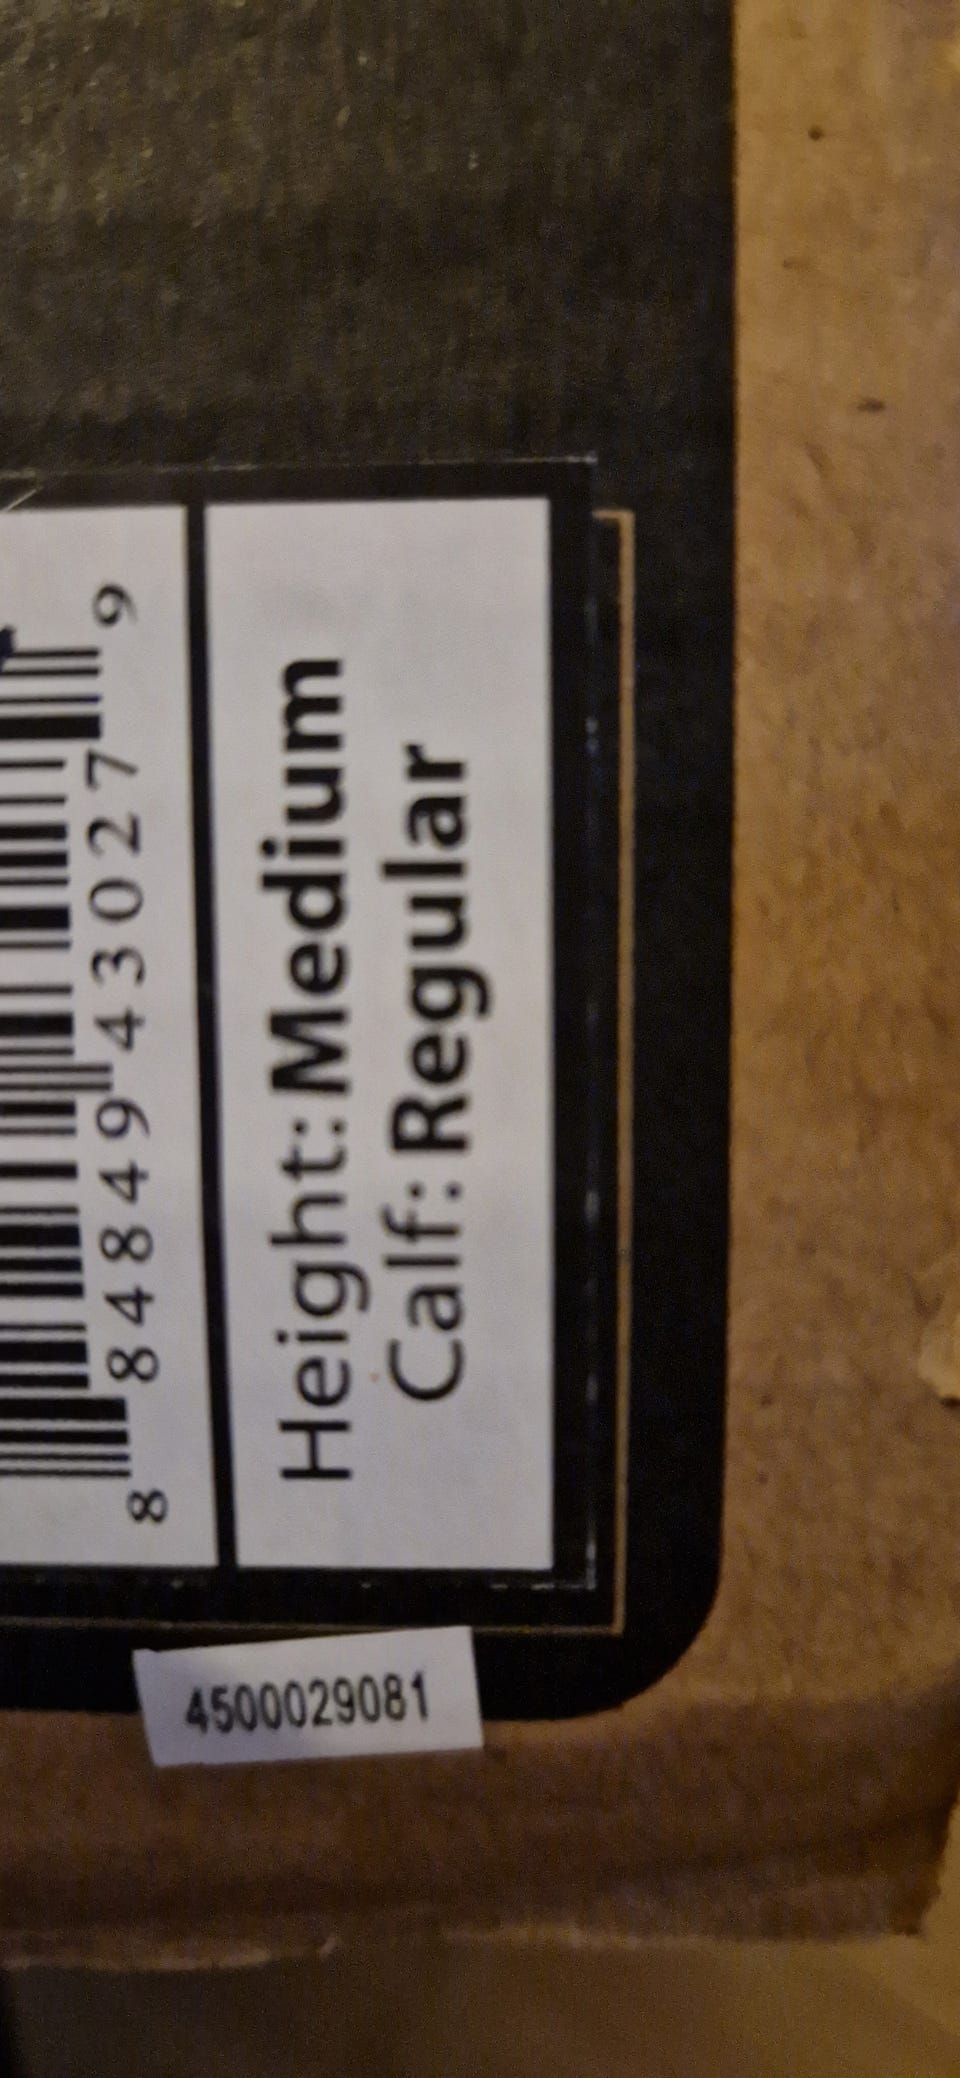 8 84849 43027 9
Height: Medium
Calf: Regular
4500029081